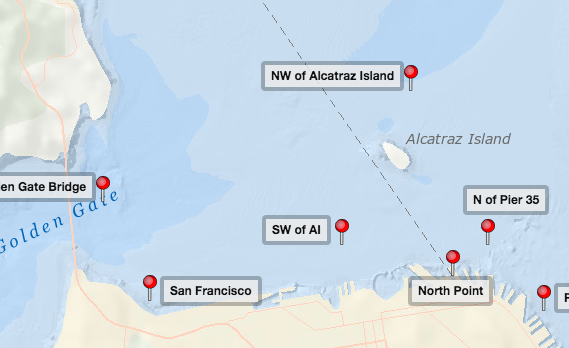 NW of Alcatraz Island
Alcatraz Island
en Gate Bridge
N of Pier 35
Golden Gate
SW of AI
San Francisco
North Point